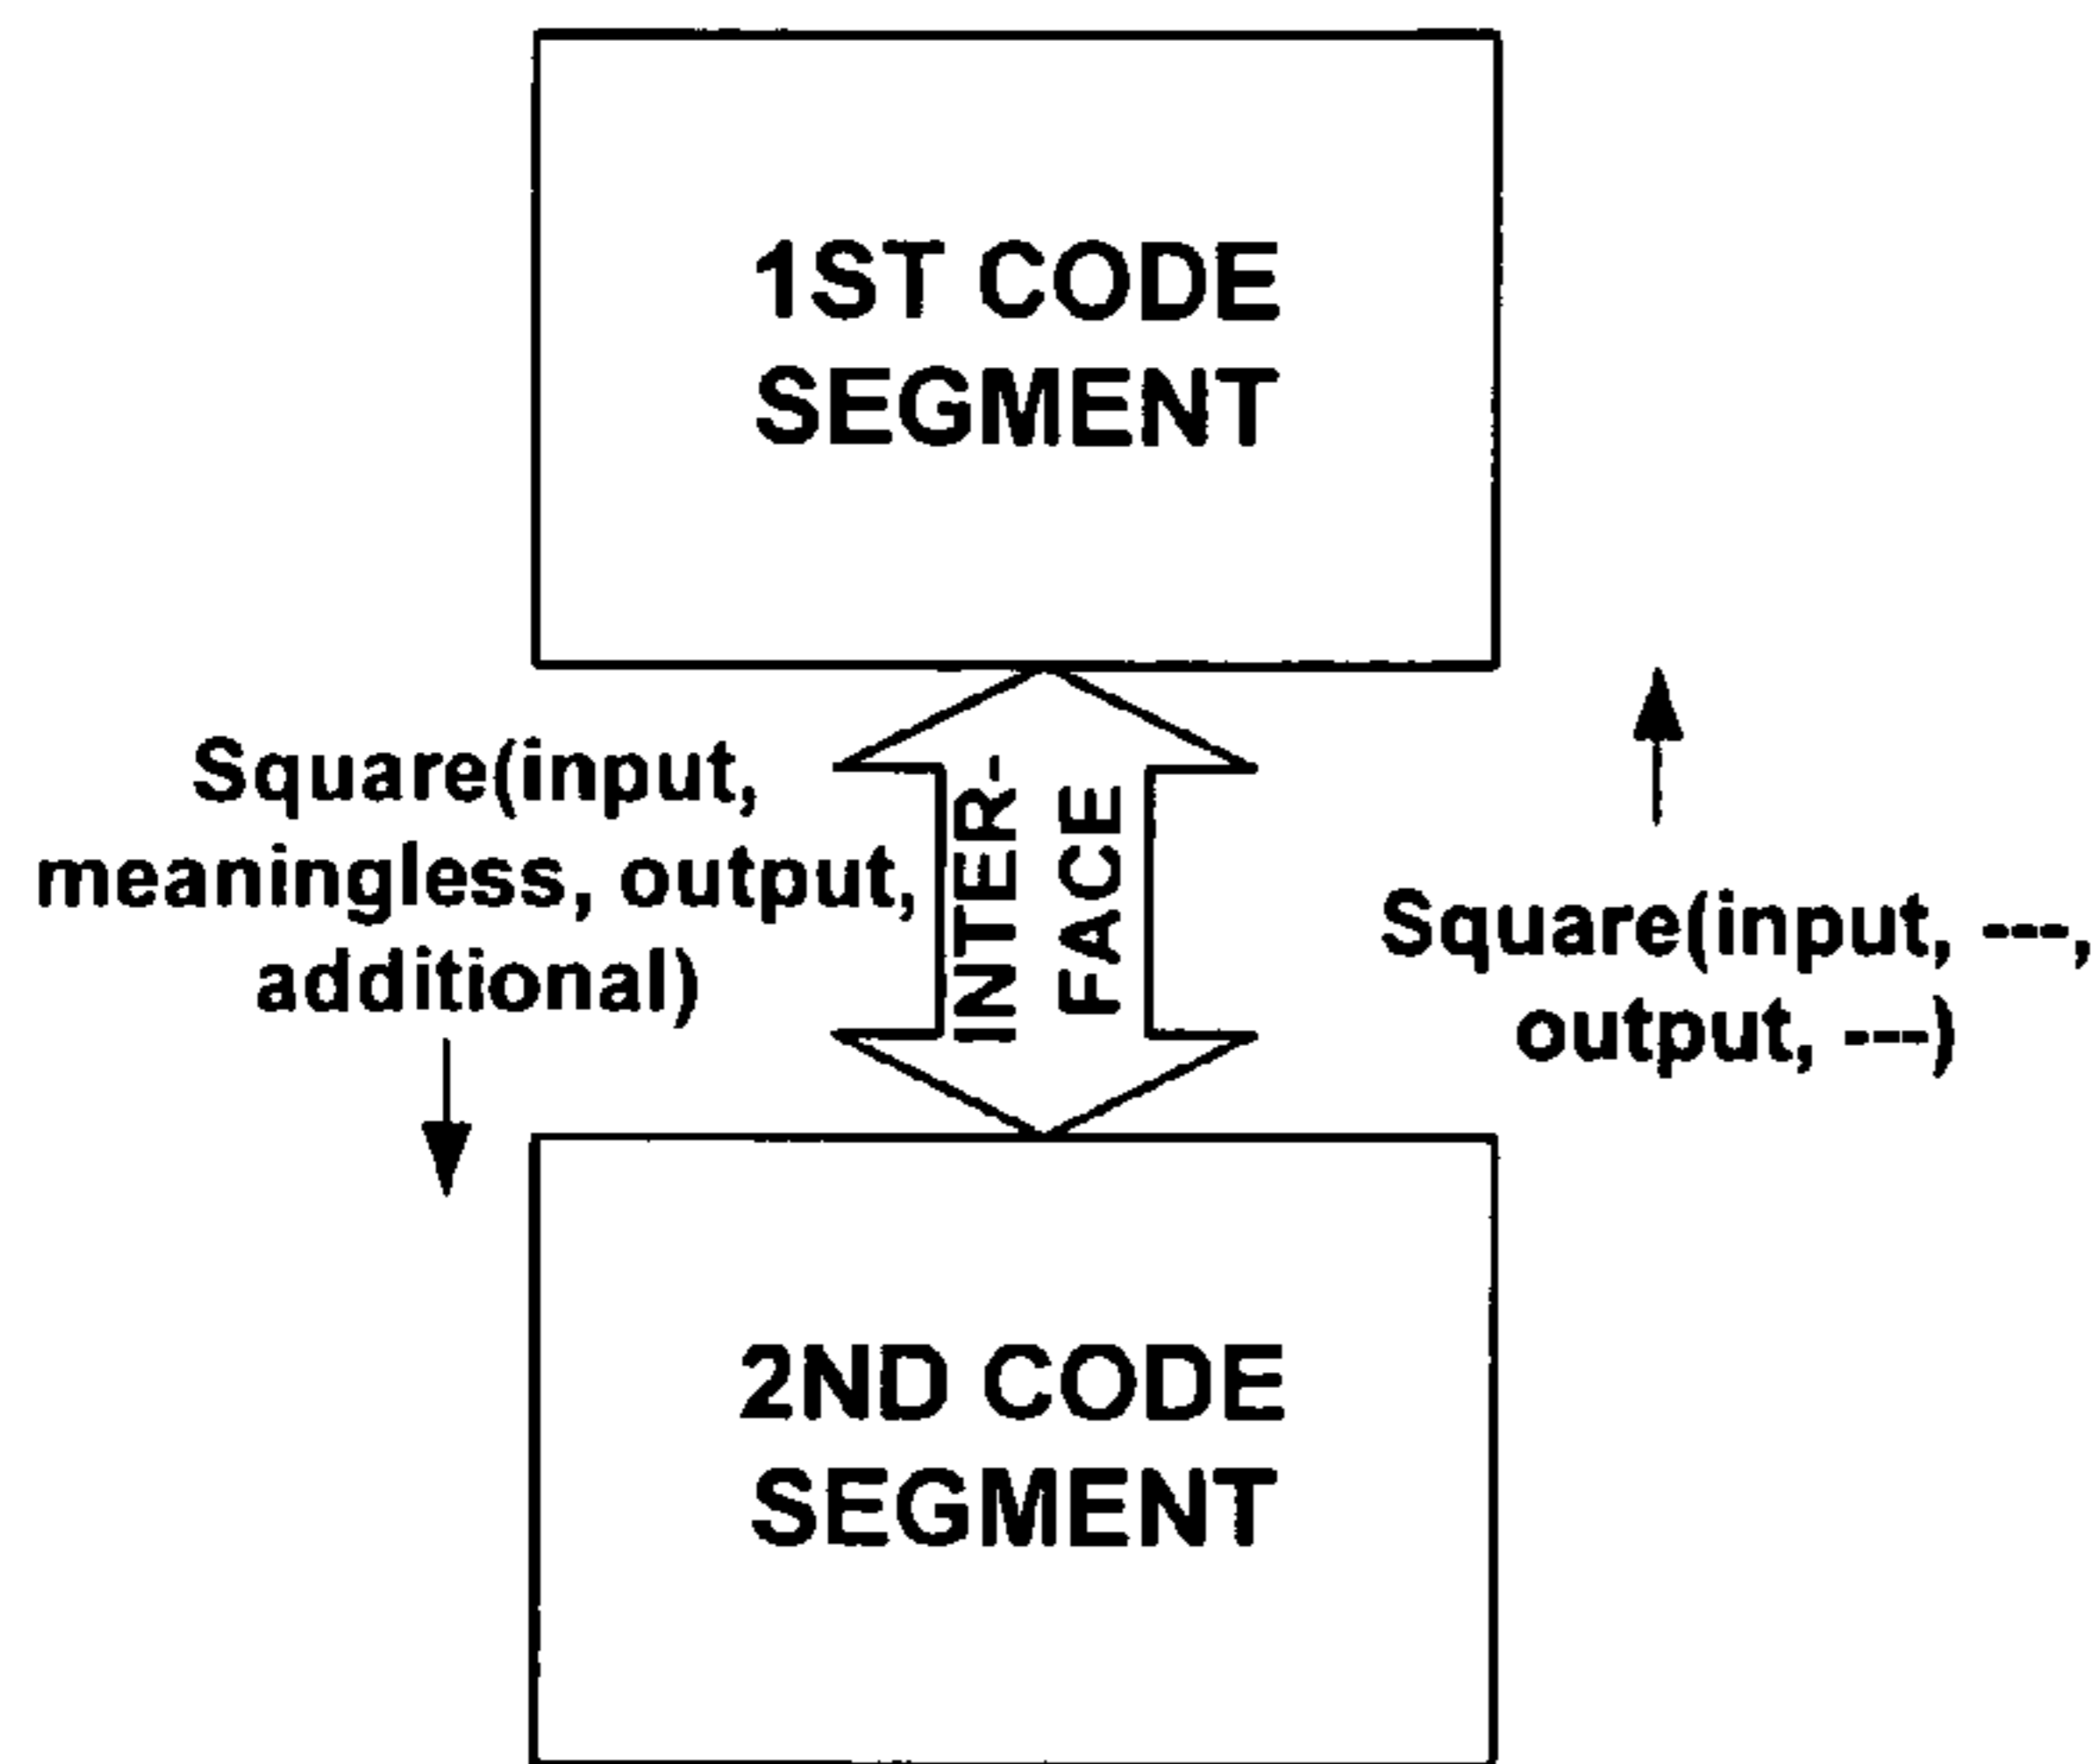 1ST CODE
SEGMENT
Square(input,
meaningless, output,
additional)
INTER-
FACE
Square(input, ---,
output, ---)
2ND CODE
SEGMENT